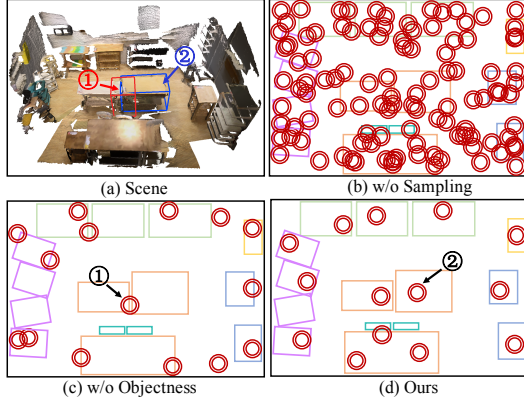 ① ②
(a) Scene
(b) w/o Sampling
①
②
(c) w/o Objectness
(d) Ours